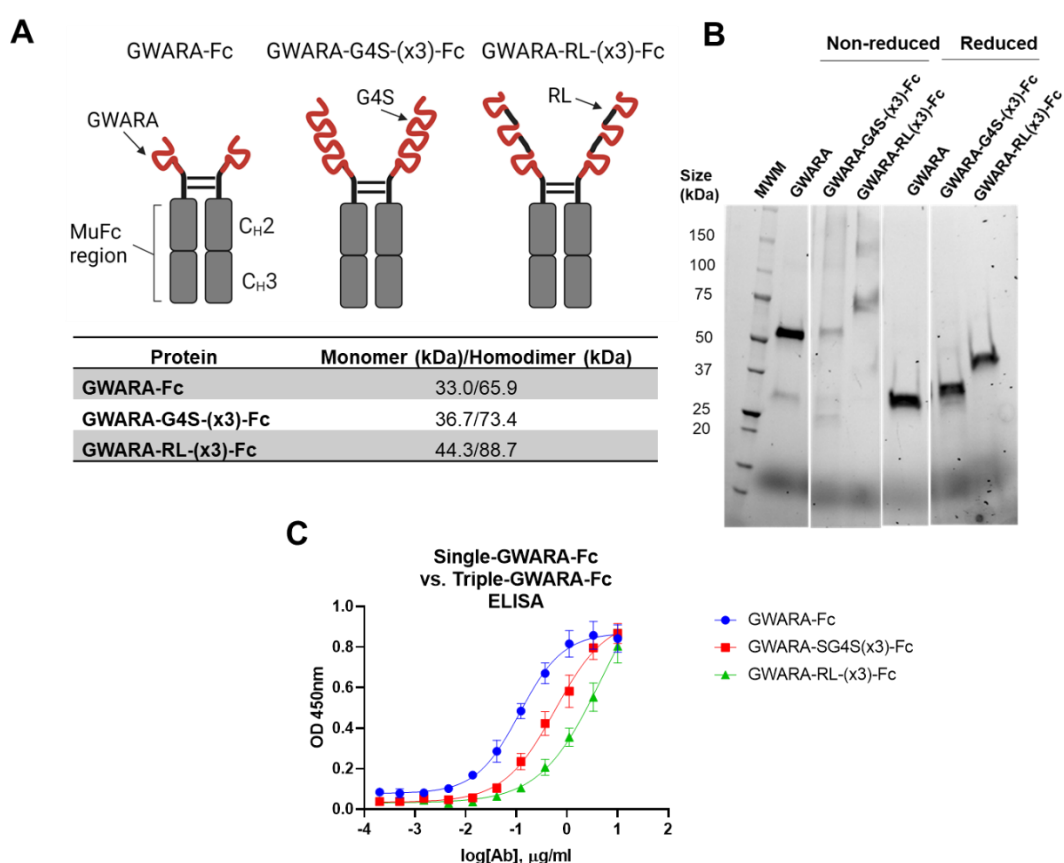 A
GWARA-Fc
GWARA-G4S-(x3)-Fc
GWARA-RL-(x3)-Fc
GWARA
G4S
RL
MuFc
region
CH2
CH3
Protein Monomer (kDa)/Homodimer (kDa)
GWARA-Fc 33.0/65.9
GWARA-G4S-(x3)-Fc 36.7/73.4
GWARA-RL-(x3)-Fc 44.3/88.7
B
Non-reduced Reduced
Size
(kDa)
MWM
GWARA
GWARA-G4S-(x3)-Fc
GWARA-RL(x3)-Fc
GWARA
GWARA-G4S-(x3)-Fc
GWARA-RL(x3)-Fc
150
100
75
50
37
25
20
C
Single-GWARA-Fc
vs. Triple-GWARA-Fc
ELISA
OD 450nm
1.0
0.8
0.6
0.4
0.2
0.0
-4 -3 -2 -1 0 1 2
log[Ab], μg/ml
GWARA-Fc
GWARA-SG4S(x3)-Fc
GWARA-RL-(x3)-Fc